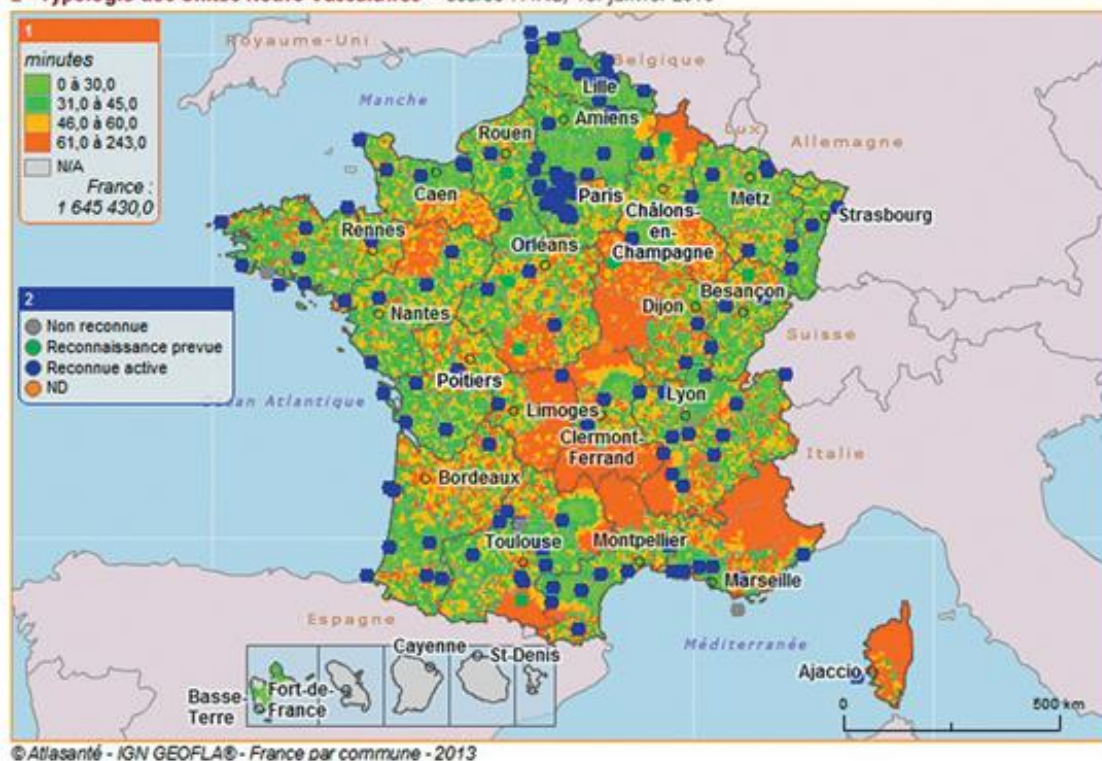 1
minutes
0 à 30,0
31,0 à 45,0
46,0 à 60,0
61,0 à 243,0
N/A
France :
1 645 430,0
2
Non reconnue
Reconnaissance prevue
Reconnue active
ND
Royaume-Uni
Belgique
Manche
Lille
Amiens
Lux.
Allemagne
Rouen
Caen
Paris
Metz
Strasbourg
Châlons-
en-
Champagne
Rennes
Orléans
Nantes
Dijon
Besançon
Suisse
Poitiers
Océan Atlantique
Limoges
Lyon
Clermont-
Ferrand
Italie
Bordeaux
Toulouse
Montpellier
Marseille
Espagne
Méditerranée
Cayenne
St-Denis
Ajaccio
Basse-
Terre
Fort-de-
France
0
500 km
© Atlasanté - IGN GEOFLA® - France par commune - 2013